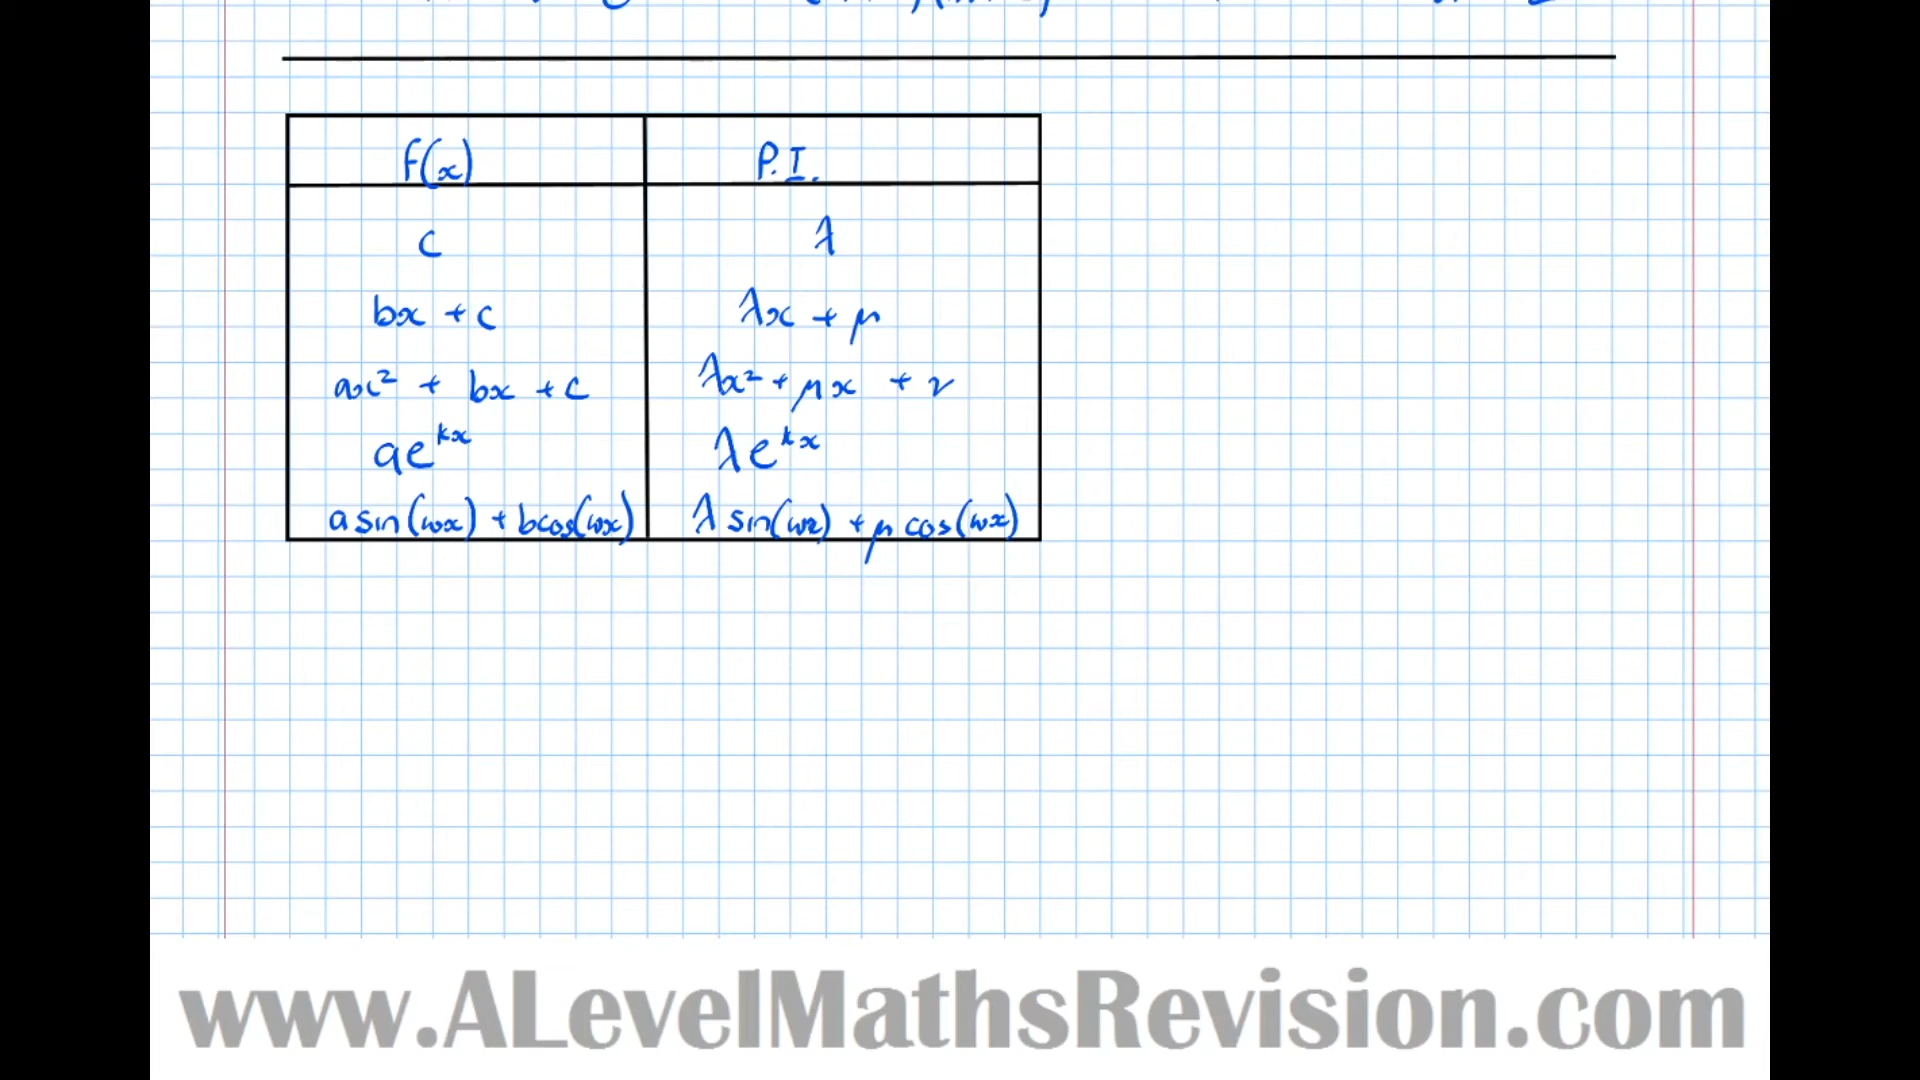 f(x) P.I.
c λ
bx + c λx + μ
ax² + bx + c λx² + μx + ν
ae^kx λe^kx
a sin(ωx) + b cos(ωx) λ sin(ωx) + μ cos(ωx)
www.ALevelMathsRevision.com